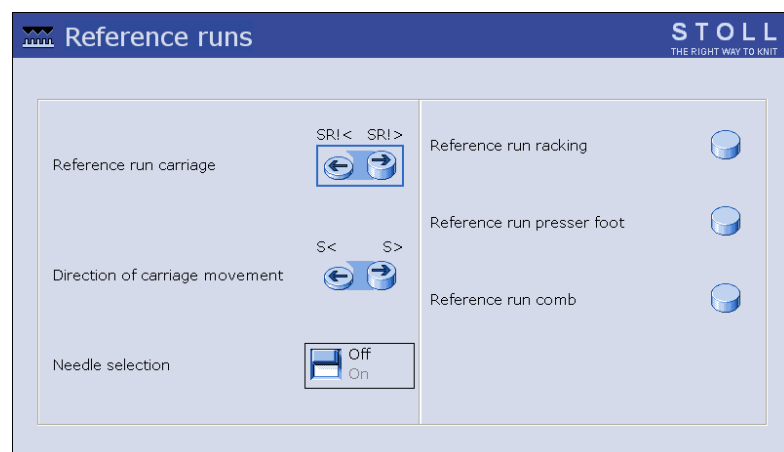 Reference runs
STOLL
THE RIGHT WAY TO KNIT
SR!< SR!>
Reference run carriage
S< S>
Direction of carriage movement
Needle selection
Off
On
Reference run racking
Reference run presser foot
Reference run comb